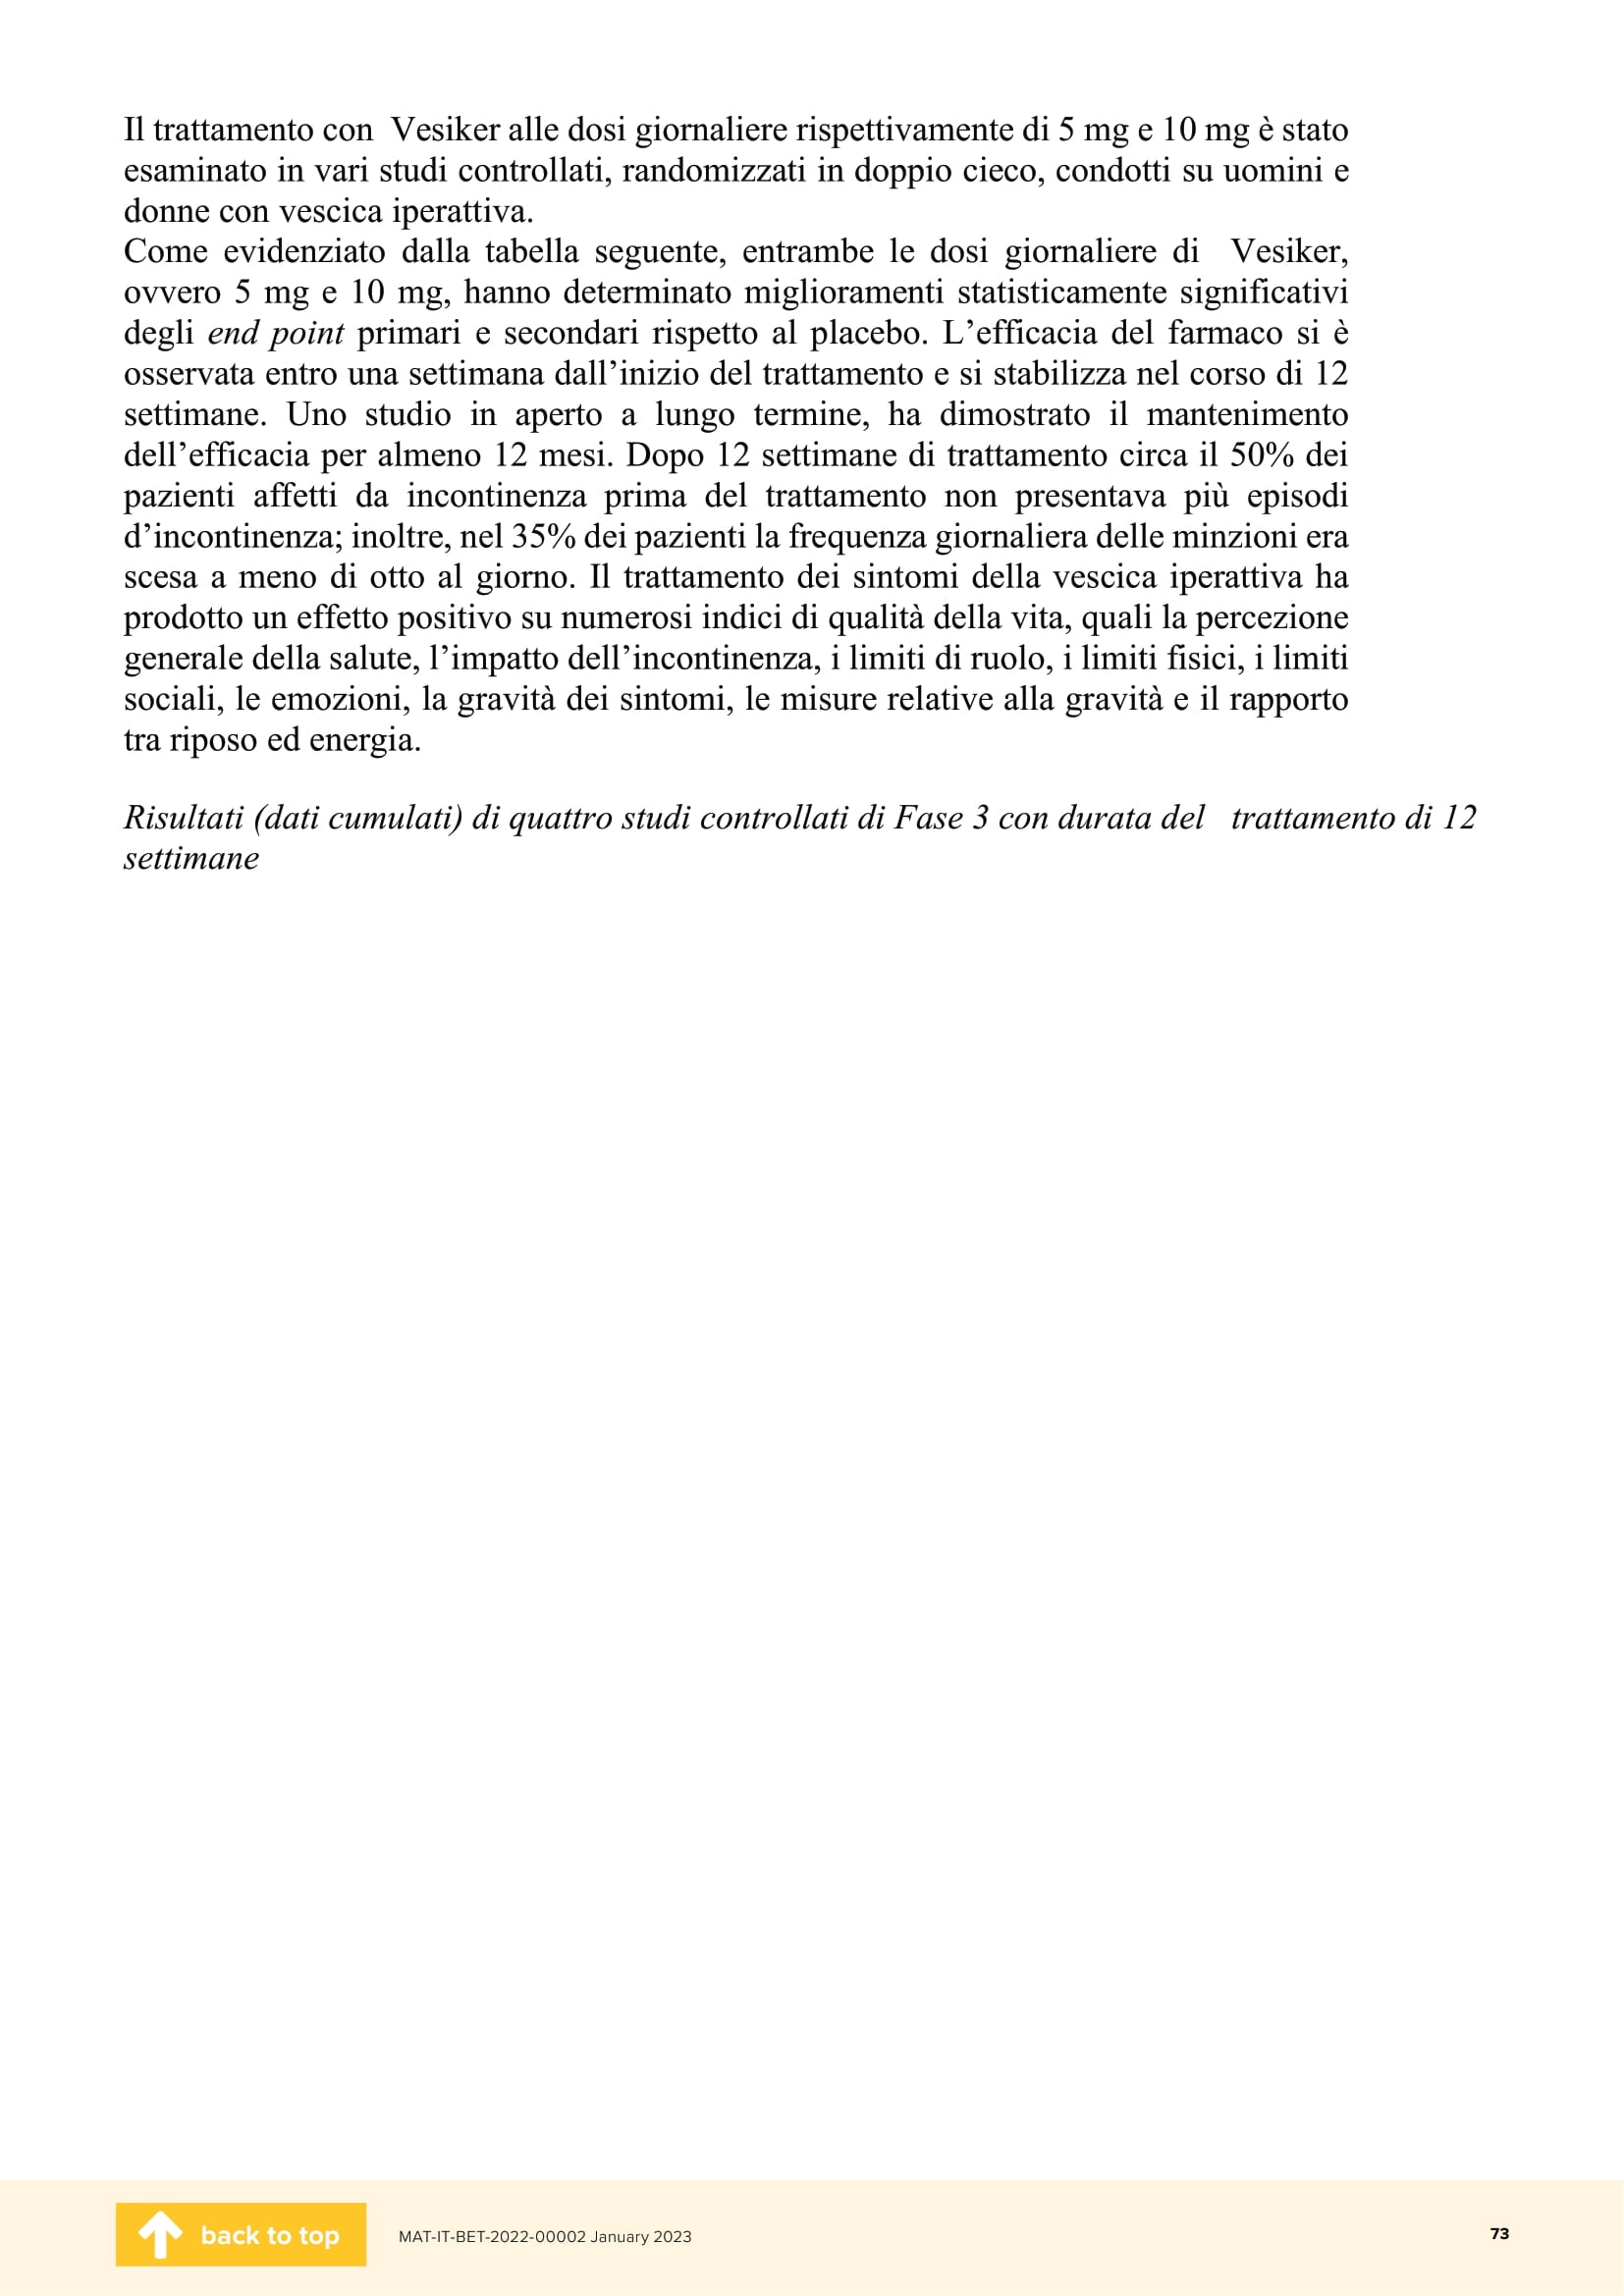 Il trattamento con  Vesiker alle dosi giornaliere rispettivamente di 5 mg e 10 mg è stato
esaminato in vari studi controllati, randomizzati in doppio cieco, condotti su uomini e
donne con vescica iperattiva.
Come evidenziato dalla tabella seguente, entrambe le dosi giornaliere di  Vesiker,
ovvero 5 mg e 10 mg, hanno determinato miglioramenti statisticamente significativi
degli end point primari e secondari rispetto al placebo. L’efficacia del farmaco si è
osservata entro una settimana dall’inizio del trattamento e si stabilizza nel corso di 12
settimane. Uno studio in aperto a lungo termine, ha dimostrato il mantenimento
dell’efficacia per almeno 12 mesi. Dopo 12 settimane di trattamento circa il 50% dei
pazienti affetti da incontinenza prima del trattamento non presentava più episodi
d’incontinenza; inoltre, nel 35% dei pazienti la frequenza giornaliera delle minzioni era
scesa a meno di otto al giorno. Il trattamento dei sintomi della vescica iperattiva ha
prodotto un effetto positivo su numerosi indici di qualità della vita, quali la percezione
generale della salute, l’impatto dell’incontinenza, i limiti di ruolo, i limiti fisici, i limiti
sociali, le emozioni, la gravità dei sintomi, le misure relative alla gravità e il rapporto
tra riposo ed energia.
Risultati (dati cumulati) di quattro studi controllati di Fase 3 con durata del  trattamento di 12
settimane
back to top
MAT-IT-BET-2022-00002 January 2023
73